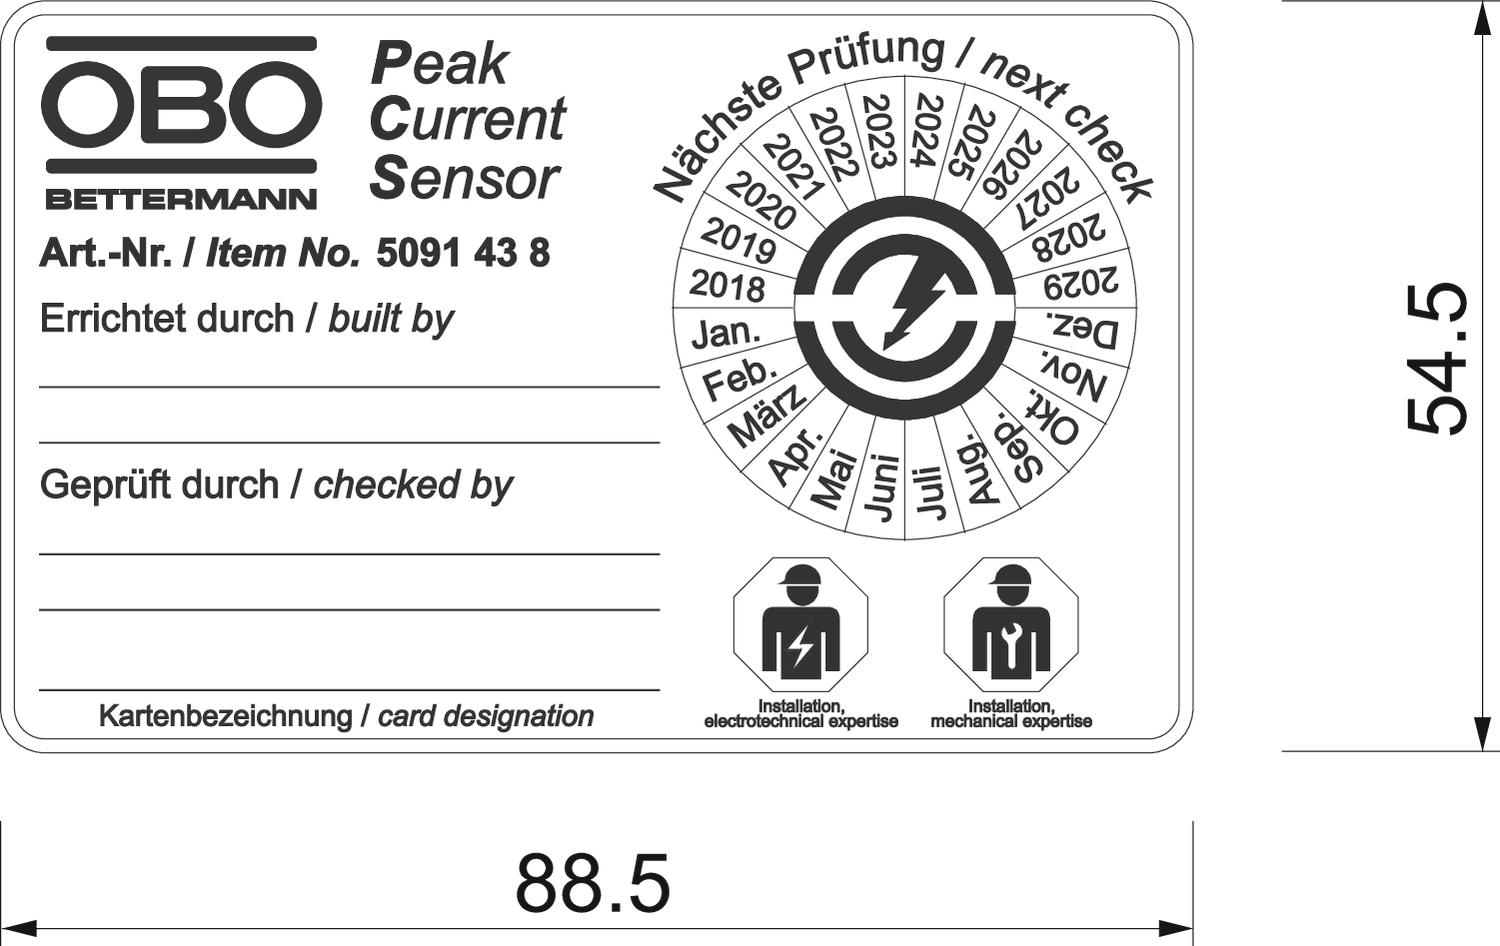 OBO
BETTERMANN
Peak
Current
Sensor
Art.-Nr. / Item No. 5091 43 8
Errichtet durch / built by
Geprüft durch / checked by
Kartenbezeichnung / card designation
Nächste Prüfung / next check
2018
2019
2020
2021
2022
2023
2024
2025
2026
2027
2028
2029
Dez.
Nov.
Okt.
Sep.
Aug.
Juli
Juni
Mai
Apr.
März
Feb.
Jan.
Installation,
electrotechnical expertise
Installation,
mechanical expertise
54.5
88.5